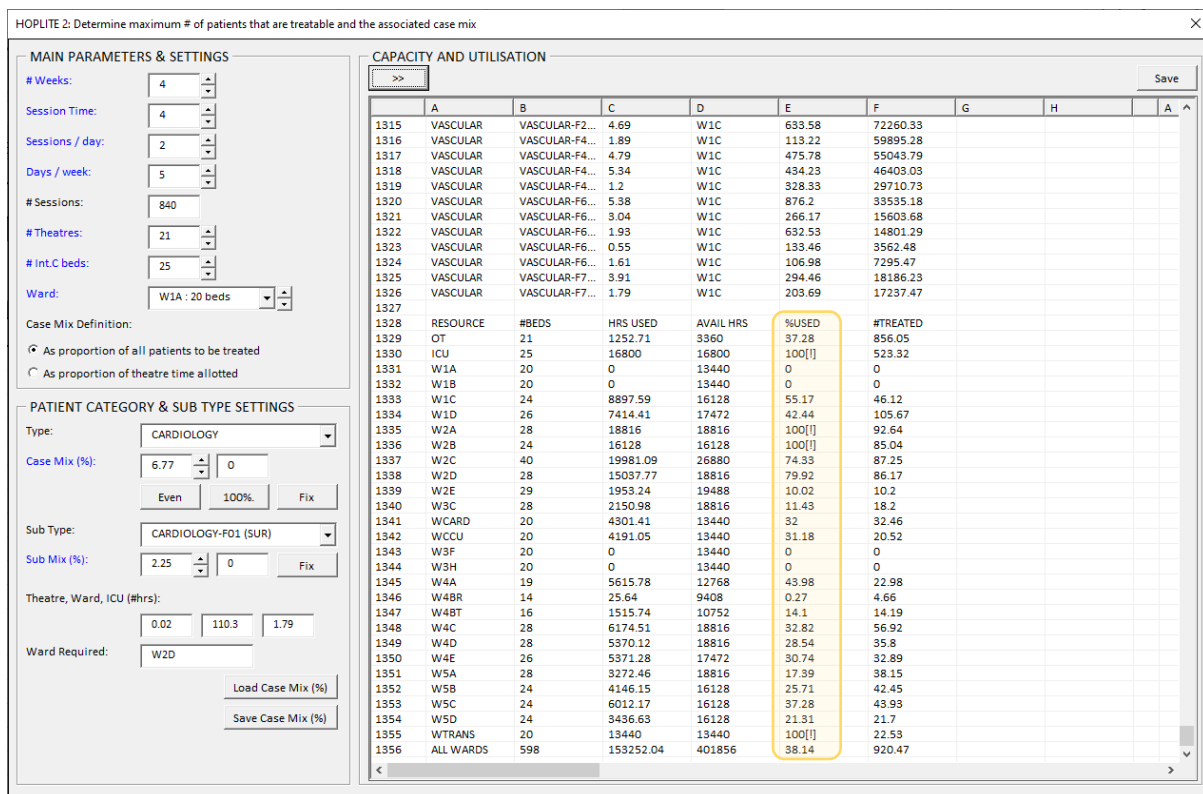 HOPLITE 2: Determine maximum # of patients that are treatable and the associated case mix
MAIN PARAMETERS & SETTINGS
# Weeks: 4
Session Time: 4
Sessions / day: 2
Days / week: 5
# Sessions: 840
# Theatres: 21
# Int.C beds: 25
Ward: W1A : 20 beds
Case Mix Definition:
As proportion of all patients to be treated
As proportion of theatre time allotted
PATIENT CATEGORY & SUB TYPE SETTINGS
Type: CARDIOLOGY
Case Mix (%): 6.77 0
Even 100%. Fix
Sub Type: CARDIOLOGY-F01 (SUR)
Sub Mix (%): 2.25 0 Fix
Theatre, Ward, ICU (#hrs):
0.02 110.3 1.79
Ward Required: W2D
Load Case Mix (%)
Save Case Mix (%)
CAPACITY AND UTILISATION
>> Save
A B C D E F G H A
1315 VASCULAR VASCULAR-F2... 4.69 W1C 633.58 72260.33
1316 VASCULAR VASCULAR-F4... 1.89 W1C 113.22 59895.28
1317 VASCULAR VASCULAR-F4... 4.79 W1C 475.78 55043.79
1318 VASCULAR VASCULAR-F4... 5.34 W1C 434.23 46403.03
1319 VASCULAR VASCULAR-F4... 1.2 W1C 328.33 29710.73
1320 VASCULAR VASCULAR-F6... 5.38 W1C 876.2 33535.18
1321 VASCULAR VASCULAR-F6... 3.04 W1C 266.17 15603.68
1322 VASCULAR VASCULAR-F6... 1.93 W1C 632.53 14801.29
1323 VASCULAR VASCULAR-F6... 0.55 W1C 133.46 3562.48
1324 VASCULAR VASCULAR-F6... 1.61 W1C 106.98 7295.47
1325 VASCULAR VASCULAR-F7... 3.91 W1C 294.46 18186.23
1326 VASCULAR VASCULAR-F7... 1.79 W1C 203.69 17237.47
1327
1328 RESOURCE #BEDS HRS USED AVAIL HRS %USED #TREATED
1329 OT 21 1252.71 3360 37.28 856.05
1330 ICU 25 16800 16800 100[!] 523.32
1331 W1A 20 0 13440 0 0
1332 W1B 20 0 13440 0 0
1333 W1C 24 8897.59 16128 55.17 46.12
1334 W1D 26 7414.41 17472 42.44 105.67
1335 W2A 28 18816 18816 100[!] 92.64
1336 W2B 24 16128 16128 100[!] 85.04
1337 W2C 40 19981.09 26880 74.33 87.25
1338 W2D 28 15037.77 18816 79.92 86.17
1339 W2E 29 1953.24 19488 10.02 10.2
1340 W3C 28 2150.98 18816 11.43 18.2
1341 WCARD 20 4301.41 13440 32 32.46
1342 WCCU 20 4191.05 13440 31.18 20.52
1343 W3F 20 0 13440 0 0
1344 W3H 20 0 13440 0 0
1345 W4A 19 5615.78 12768 43.98 22.98
1346 W4BR 14 25.64 9408 0.27 4.66
1347 W4BT 16 1515.74 10752 14.1 14.19
1348 W4C 28 6174.51 18816 32.82 56.92
1349 W4D 28 5370.12 18816 28.54 35.8
1350 W4E 26 5371.28 17472 30.74 32.89
1351 W5A 28 3272.46 18816 17.39 38.15
1352 W5B 24 4146.15 16128 25.71 42.45
1353 W5C 24 6012.17 16128 37.28 43.93
1354 W5D 24 3436.63 16128 21.31 21.7
1355 WTRANS 20 13440 13440 100[!] 22.53
1356 ALL WARDS 598 153252.04 401856 38.14 920.47